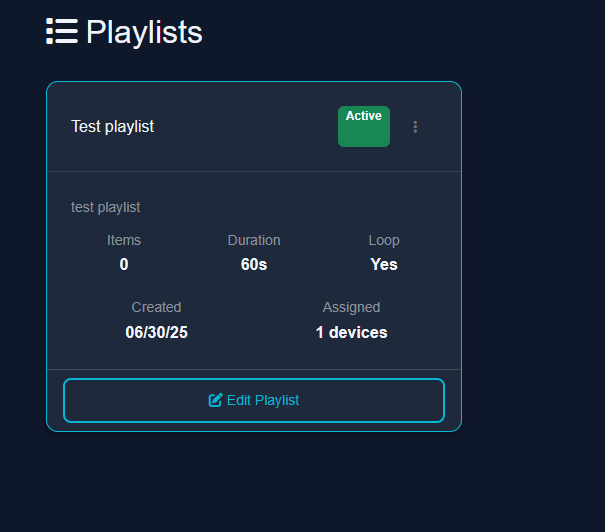 Playlists
Test playlist
Active
test playlist
Items
Duration
Loop
0
60s
Yes
Created
Assigned
06/30/25
1 devices
Edit Playlist